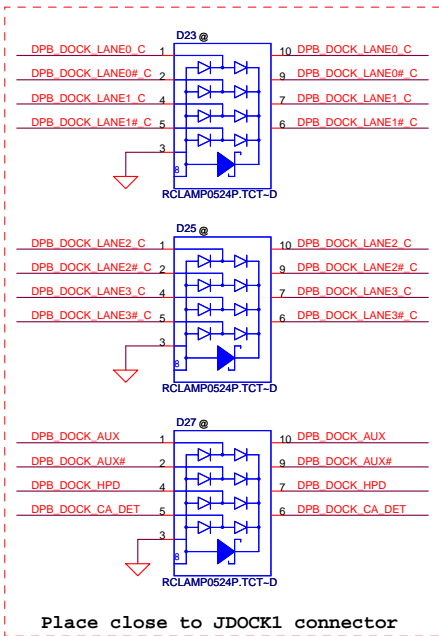 D23 @
DPB_DOCK_LANE0_C 1 10 DPB_DOCK_LANE0_C
DPB_DOCK_LANE0#_C 2 9 DPB_DOCK_LANE0#_C
DPB_DOCK_LANE1_C 4 7 DPB_DOCK_LANE1_C
DPB_DOCK_LANE1#_C 5 6 DPB_DOCK_LANE1#_C
3
8
RCLAMP0524P.TCT~D
D25 @
DPB_DOCK_LANE2_C 1 10 DPB_DOCK_LANE2_C
DPB_DOCK_LANE2#_C 2 9 DPB_DOCK_LANE2#_C
DPB_DOCK_LANE3_C 4 7 DPB_DOCK_LANE3_C
DPB_DOCK_LANE3#_C 5 6 DPB_DOCK_LANE3#_C
3
8
RCLAMP0524P.TCT~D
D27 @
DPB_DOCK_AUX 1 10 DPB_DOCK_AUX
DPB_DOCK_AUX# 2 9 DPB_DOCK_AUX#
DPB_DOCK_HPD 4 7 DPB_DOCK_HPD
DPB_DOCK_CA_DET 5 6 DPB_DOCK_CA_DET
3
8
RCLAMP0524P.TCT~D
Place close to JDOCK1 connector